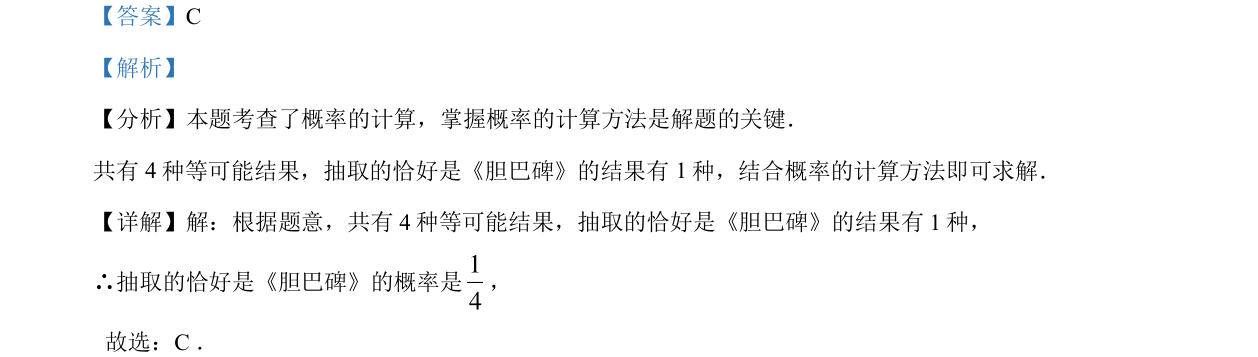 【答案】C
【解析】
【分析】本题考查了概率的计算，掌握概率的计算方法是解题的关键．
共有 4 种等可能结果，抽取的恰好是《胆巴碑》的结果有 1 种，结合概率的计算方法即可求解．
【详解】解：根据题意，共有 4 种等可能结果，抽取的恰好是《胆巴碑》的结果有 1 种，
∴抽取的恰好是《胆巴碑》的概率是 1/4，
故选：C．